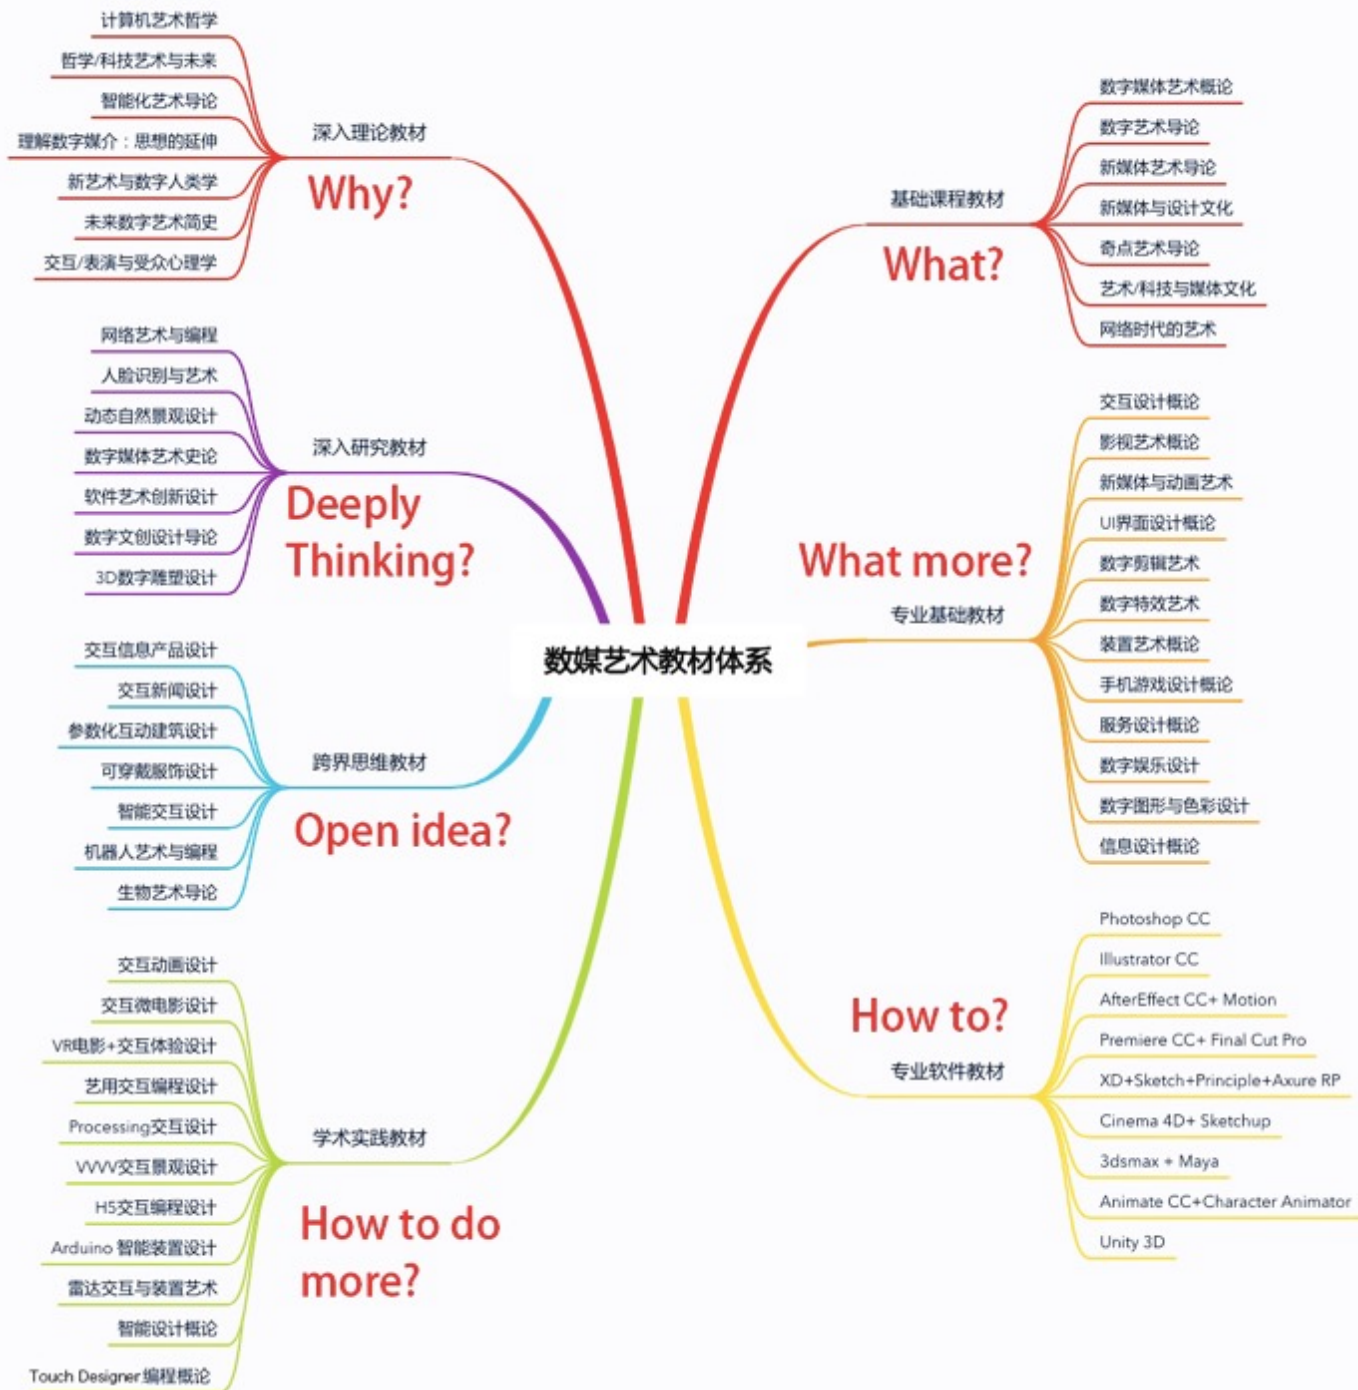 计算机艺术哲学
哲学/科技艺术与未来
智能化艺术导论
理解数字媒介：思想的延伸
新艺术与数字人类学
未来数字艺术简史
交互/表演与受众心理学
深入理论教材
Why?
网络艺术与编程
人脸识别与艺术
动态自然景观设计
数字媒体艺术史论
软件艺术创新设计
数字文创设计导论
3D数字雕塑设计
深入研究教材
Deeply
Thinking?
交互信息产品设计
交互新闻设计
参数化互动建筑设计
可穿戴服饰设计
智能交互设计
机器人艺术与编程
生物艺术导论
跨界思维教材
Open idea?
交互动画设计
交互微电影设计
VR电影+交互体验设计
艺用交互编程设计
Processing交互设计
VVVV交互景观设计
H5交互编程设计
Arduino 智能装置设计
雷达交互与装置艺术
智能设计概论
Touch Designer编程概论
学术实践教材
How to do
more?
数媒艺术教材体系
基础课程教材
What?
数字媒体艺术概论
数字艺术导论
新媒体艺术导论
新媒体与设计文化
奇点艺术导论
艺术/科技与媒体文化
网络时代的艺术
What more?
专业基础教材
交互设计概论
影视艺术概论
新媒体与动画艺术
UI界面设计概论
数字剪辑艺术
数字特效艺术
装置艺术概论
手机游戏设计概论
服务设计概论
数字娱乐设计
数字图形与色彩设计
信息设计概论
How to?
专业软件教材
Photoshop CC
Illustrator CC
AfterEffect CC+ Motion
Premiere CC+ Final Cut Pro
XD+Sketch+Principle+Axure RP
Cinema 4D+ Sketchup
3dsmax + Maya
Animate CC+Character Animator
Unity 3D